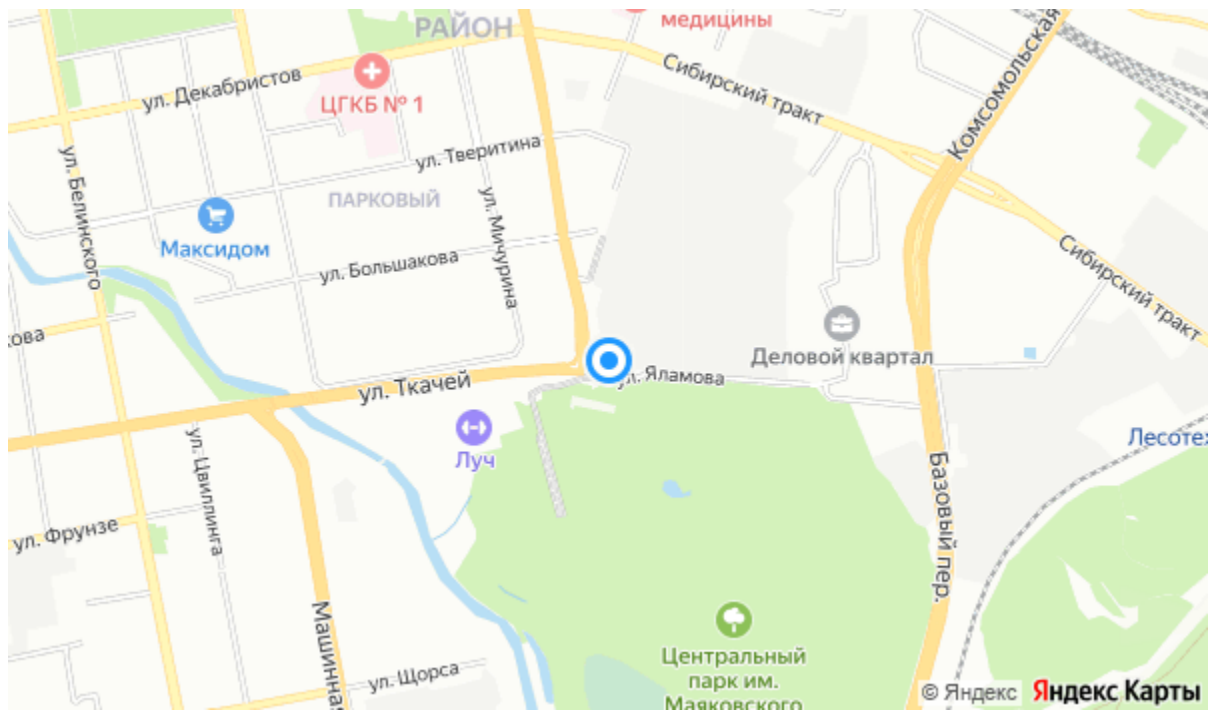 РАЙОН
медицины
ул. Декабристов
ЦГКБ № 1
Сибирский тракт
Комсомольская
ул. Тверитина
ул. Белинского
ПАРКОВЫЙ
ул. Мичурина
Максидом
ул. Большакова
Сибирский тракт
кова
Деловой квартал
ул. Ткачей
ул. Яламова
Луч
Лесотех
ул. Цвиллинга
Базовый пер.
ул. Фрунзе
Машинная
ул. Щорса
Центральный
парк им.
Маяковского
© Яндекс Яндекс Карты